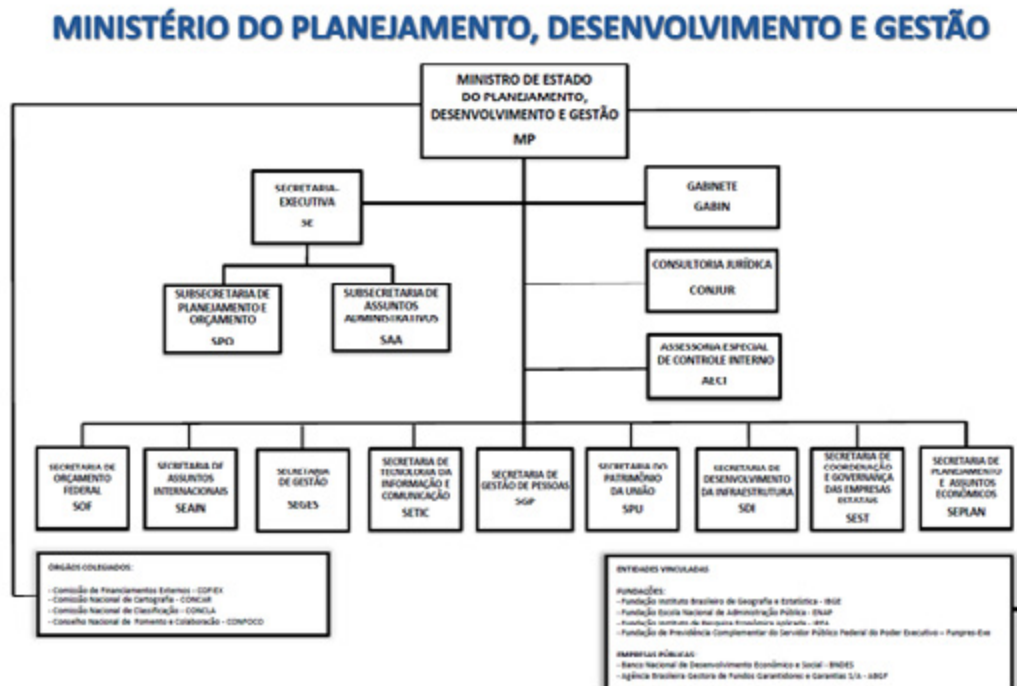 MINISTÉRIO DO PLANEJAMENTO, DESENVOLVIMENTO E GESTÃO
MINISTRO DE ESTADO
DO PLANEJAMENTO,
DESENVOLVIMENTO E GESTÃO
MP
SECRETARIA-
EXECUTIVA
SE
GABINETE
GABIN
CONSULTORIA JURÍDICA
CONJUR
SUBSECRETARIA DE
PLANEJAMENTO E
ORÇAMENTO
SPO
SUBSECRETARIA DE
ASSUNTOS
ADMINISTRATIVOS
SAA
ASSESSORIA ESPECIAL
DE CONTROLE INTERNO
AECI
SECRETARIA DE
ORÇAMENTO
FEDERAL
SOF
SECRETARIA DE
ASSUNTOS
INTERNACIONAIS
SEAIN
SECRETARIA
DE GESTÃO
SEGES
SECRETARIA DE
TECNOLOGIA DA
INFORMAÇÃO E
COMUNICAÇÃO
SETIC
SECRETARIA DE
GESTÃO DE PESSOAS
SGP
SECRETARIA DO
PATRIMÔNIO
DA UNIÃO
SPU
SECRETARIA DE
DESENVOLVIMENTO
DA INFRAESTRUTURA
SDI
SECRETARIA DE
COORDENAÇÃO
E GOVERNANÇA
DAS EMPRESAS
ESTATAIS
SEST
SECRETARIA DE
PLANEJAMENTO
E ASSUNTOS
ECONÔMICOS
SEPLAN
ÓRGÃOS COLEGIADOS:
- Comissão de Financiamentos Externos - COFIEX
- Comissão Nacional de Cartografia - CONCAR
- Comissão Nacional de Classificação - CONCLA
- Conselho Nacional de Fomento e Colaboração - CONFOCO
ENTIDADES VINCULADAS
FUNDAÇÕES:
- Fundação Instituto Brasileiro de Geografia e Estatística - IBGE
- Fundação Escola Nacional de Administração Pública - ENAP
- Fundação Instituto de Pesquisa Econômica Aplicada - IPEA
- Fundação de Previdência Complementar do Servidor Público Federal do Poder Executivo – Funpres-Exe
EMPRESAS PÚBLICAS:
- Banco Nacional de Desenvolvimento Econômico e Social - BNDES
- Agência Brasileira Gestora de Fundos Garantidores e Garantias S/A - ABGF